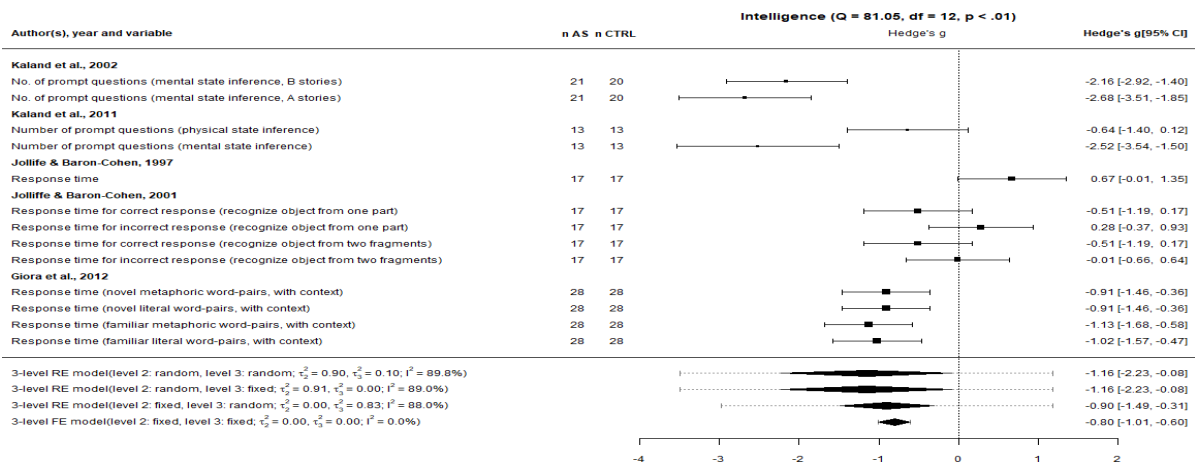 Intelligence (Q = 81.05, df = 12, p < .01)
Author(s), year and variable n AS n CTRL Hedge's g Hedge's g[95% CI]
Kaland et al., 2002
No. of prompt questions (mental state inference, B stories) 21 20 -2.16 [-2.92, -1.40]
No. of prompt questions (mental state inference, A stories) 21 20 -2.68 [-3.51, -1.85]
Kaland et al., 2011
Number of prompt questions (physical state inference) 13 13 -0.64 [-1.40, 0.12]
Number of prompt questions (mental state inference) 13 13 -2.52 [-3.54, -1.50]
Jollife & Baron-Cohen, 1997
Response time 17 17 0.67 [-0.01, 1.35]
Jolliffe & Baron-Cohen, 2001
Response time for correct response (recognize object from one part) 17 17 -0.51 [-1.19, 0.17]
Response time for incorrect response (recognize object from one part) 17 17 0.28 [-0.37, 0.93]
Response time for correct response (recognize object from two fragments) 17 17 -0.51 [-1.19, 0.17]
Response time for incorrect response (recognize object from two fragments) 17 17 -0.01 [-0.66, 0.64]
Giora et al., 2012
Response time (novel metaphoric word-pairs, with context) 28 28 -0.91 [-1.46, -0.36]
Response time (novel literal word-pairs, with context) 28 28 -0.91 [-1.46, -0.36]
Response time (familiar metaphoric word-pairs, with context) 28 28 -1.13 [-1.68, -0.58]
Response time (familiar literal word-pairs, with context) 28 28 -1.02 [-1.57, -0.47]
3-level RE model(level 2: random, level 3: random; τ₂² = 0.90, τ₃² = 0.10; I² = 89.8%) -1.16 [-2.23, -0.08]
3-level RE model(level 2: random, level 3: fixed; τ₂² = 0.91, τ₃² = 0.00; I² = 89.0%) -1.16 [-2.23, -0.08]
3-level RE model(level 2: fixed, level 3: random; τ₂² = 0.00, τ₃² = 0.83; I² = 88.0%) -0.90 [-1.49, -0.31]
3-level FE model(level 2: fixed, level 3: fixed; τ₂² = 0.00, τ₃² = 0.00; I² = 0.0%) -0.80 [-1.01, -0.60]
-4 -3 -2 -1 0 1 2